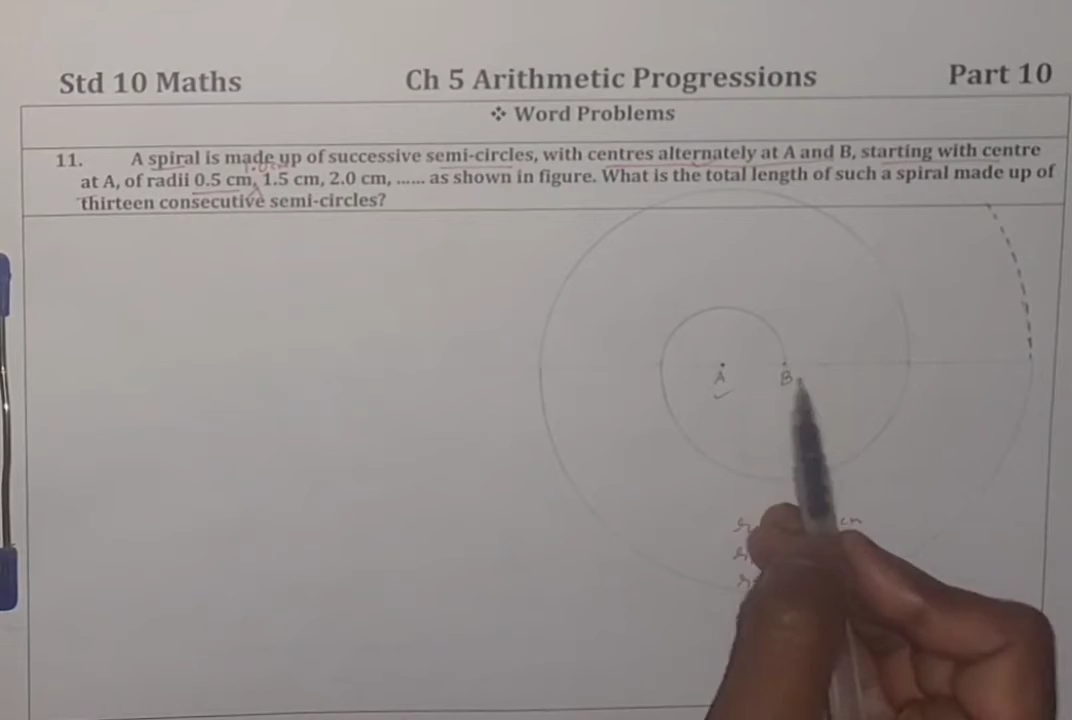 Std 10 Maths Ch 5 Arithmetic Progressions Part 10
❖ Word Problems
11. A spiral is made up of successive semi-circles, with centres alternately at A and B, starting with centre
at A, of radii 0.5 cm, 1.5 cm, 2.0 cm, ...... as shown in figure. What is the total length of such a spiral made up of
thirteen consecutive semi-circles?
A B
cm